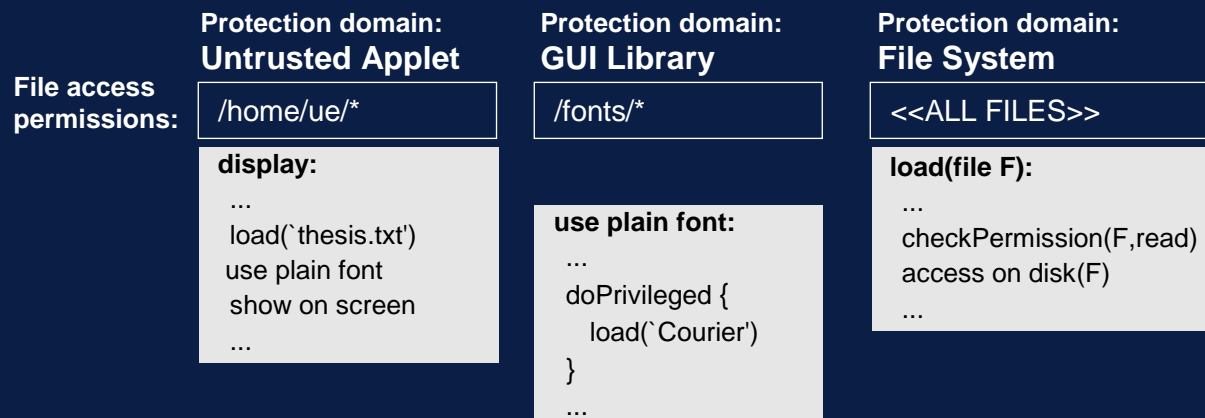 Protection domain:
Untrusted Applet
Protection domain:
GUI Library
Protection domain:
File System
File access
permissions:
/home/ue/*
/fonts/*
<<ALL FILES>>
display:
...
load(`thesis.txt')
use plain font
show on screen
...
use plain font:
...
doPrivileged {
load(`Courier')
}
...
load(file F):
...
checkPermission(F,read)
access on disk(F)
...